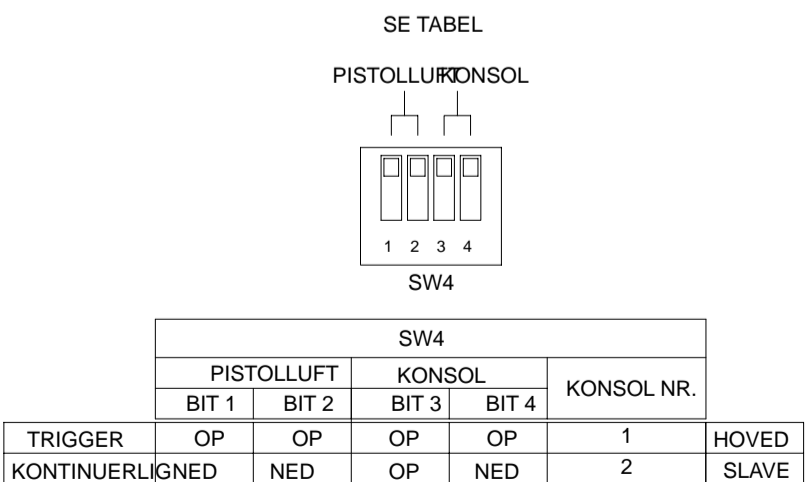 SE TABEL
PISTOLLUFT KONSOL
1 2 3 4
SW4
SW4
PISTOLLUFT KONSOL KONSOL NR.
BIT 1 BIT 2 BIT 3 BIT 4
TRIGGER OP OP OP OP 1 HOVED
KONTINUERLIG NED NED OP NED 2 SLAVE